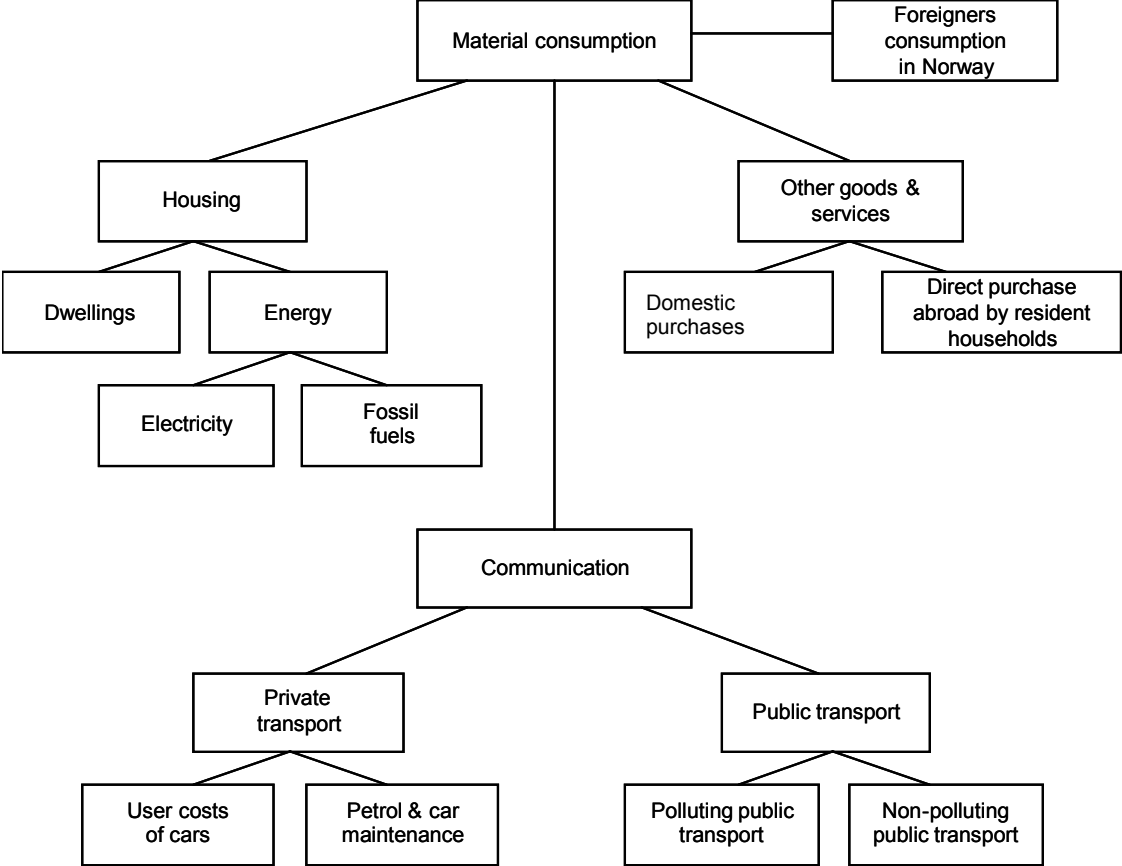 Material consumption
Foreigners
consumption
in Norway
Housing
Other goods &
services
Dwellings
Energy
Domestic
purchases
Direct purchase
abroad by resident
households
Electricity
Fossil
fuels
Communication
Private
transport
Public transport
User costs
of cars
Petrol & car
maintenance
Polluting public
transport
Non-polluting
public transport